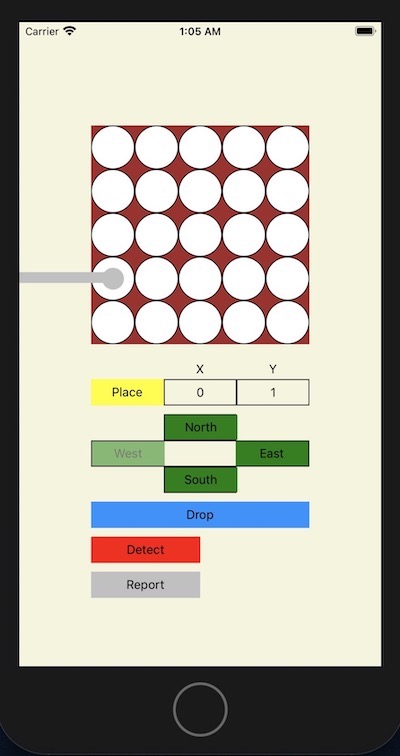 Carrier 1:05 AM
X Y
Place 0 1
North
West East
South
Drop
Detect
Report